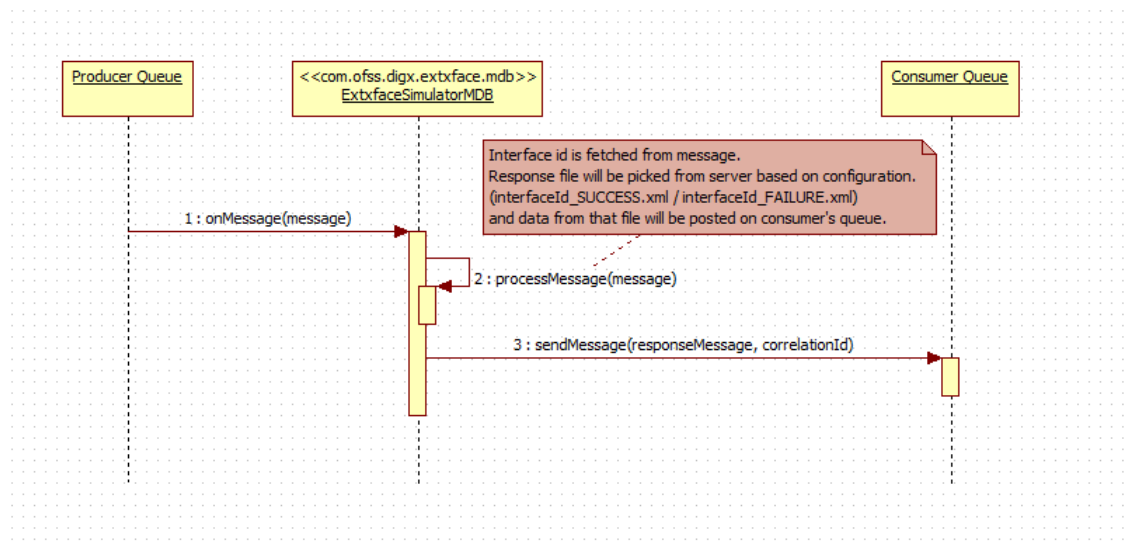 Producer Queue
<<com.ofss.digx.extxface.mdb>>
ExtxfaceSimulatorMDB
Consumer Queue
Interface id is fetched from message.
Response file will be picked from server based on configuration.
(interfaceId_SUCCESS.xml / interfaceId_FAILURE.xml)
and data from that file will be posted on consumer's queue.
1 : onMessage(message)
2 : processMessage(message)
3 : sendMessage(responseMessage, correlationId)